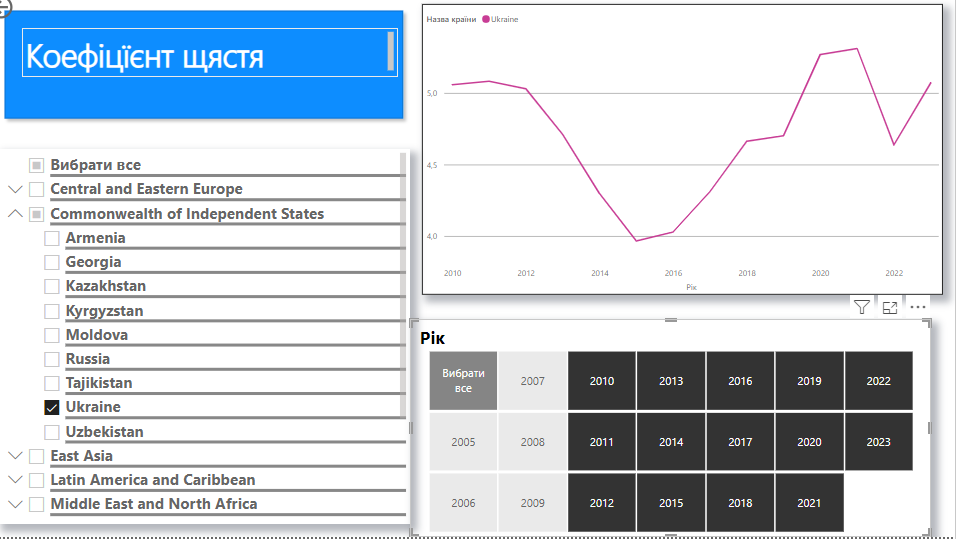 Коефіцїєнт щястя
Вибрати все
Central and Eastern Europe
Commonwealth of Independent States
Armenia
Georgia
Kazakhstan
Kyrgyzstan
Moldova
Russia
Tajikistan
Ukraine
Uzbekistan
East Asia
Latin America and Caribbean
Middle East and North Africa
Назва країни Ukraine
5,0
4,5
4,0
2010 2012 2014 2016 2018 2020 2022
Рік
Рік
Вибрати
все
2007 2010 2013 2016 2019 2022
2005 2008 2011 2014 2017 2020 2023
2006 2009 2012 2015 2018 2021